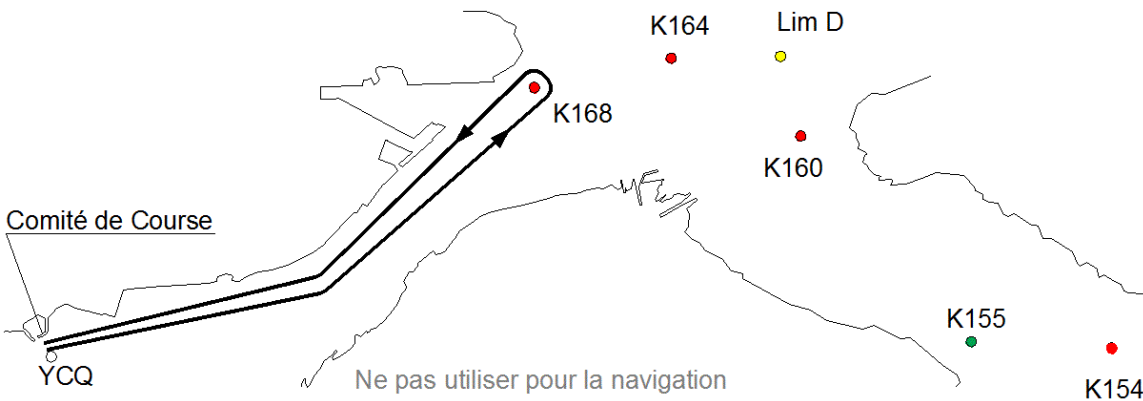 K164
Lim D
K168
K160
Comité de Course
K155
YCQ
Ne pas utiliser pour la navigation
K154